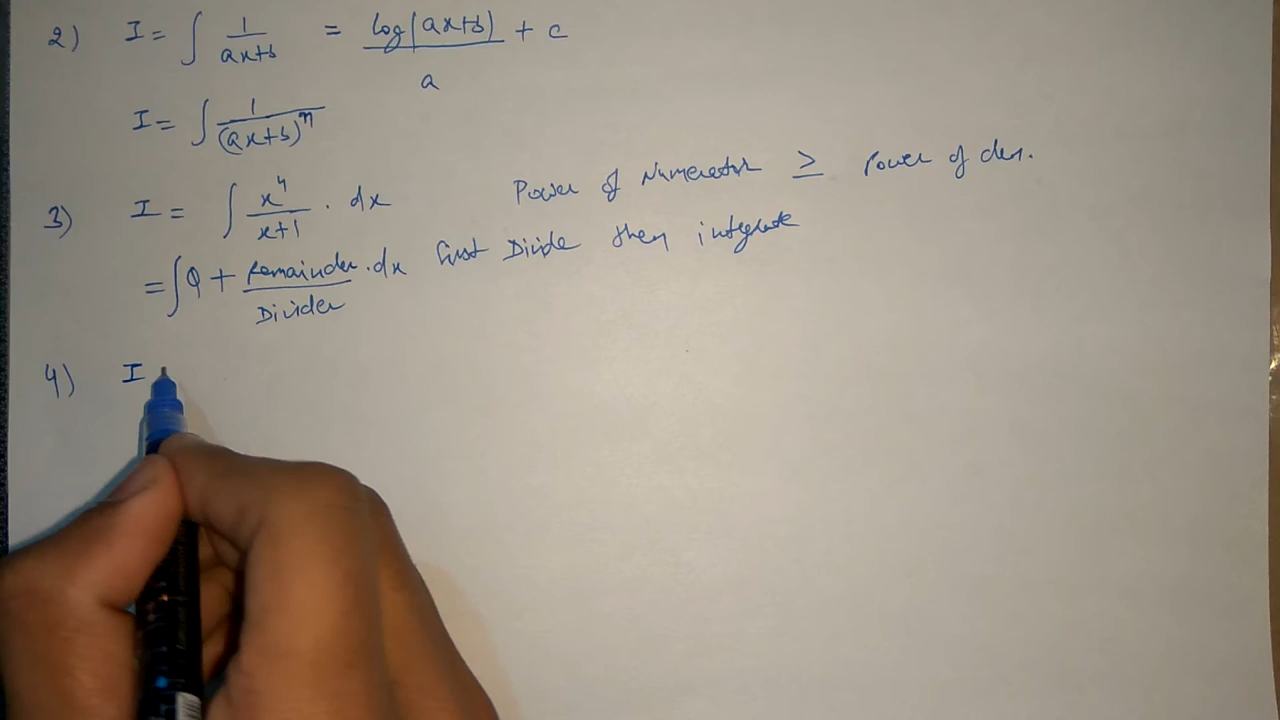 2) I = ∫ 1/(ax+b) = log(ax+b)/a + c
I = ∫ 1/(ax+b)^n
3) I = ∫ x^4/(x+1) . dx Power of Numerator ≥ Power of den.
= ∫ Q + Remainder/Divider . dx first Divide then integrate
4) I